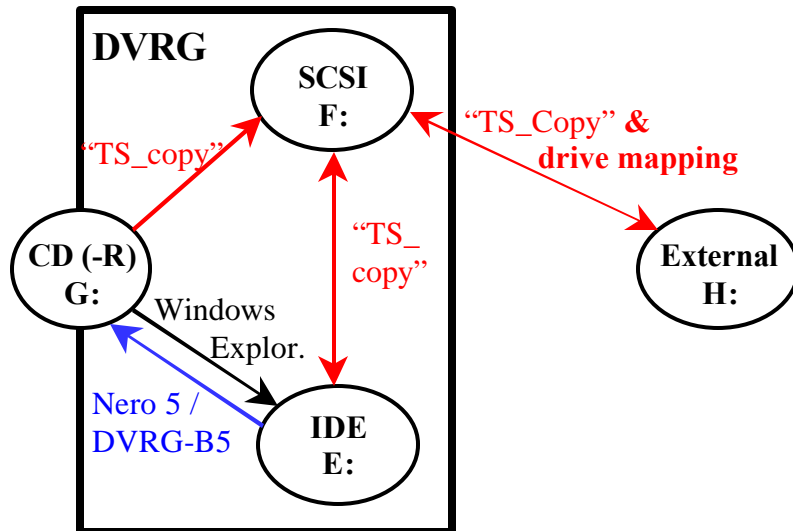 DVRG
SCSI
F:
“TS_copy”
“TS_Copy” &
drive mapping
“TS_
copy”
CD (-R)
G:
External
H:
Windows
Explor.
Nero 5 /
DVRG-B5
IDE
E: